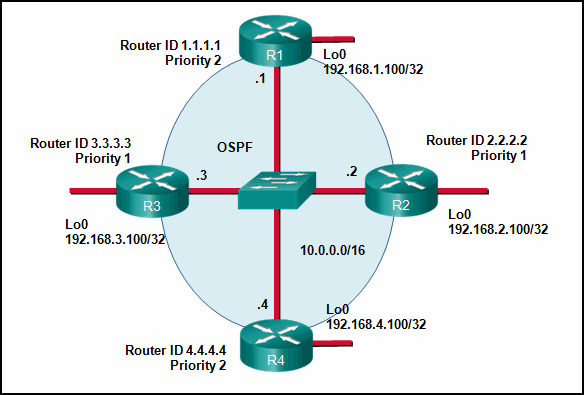 Router ID 1.1.1.1
Priority 2
R1
Lo0
192.168.1.100/32
.1
Router ID 3.3.3.3
Priority 1
OSPF
Router ID 2.2.2.2
Priority 1
.3
.2
R3
R2
Lo0
192.168.3.100/32
Lo0
192.168.2.100/32
10.0.0.0/16
.4
Lo0
192.168.4.100/32
Router ID 4.4.4.4
Priority 2
R4